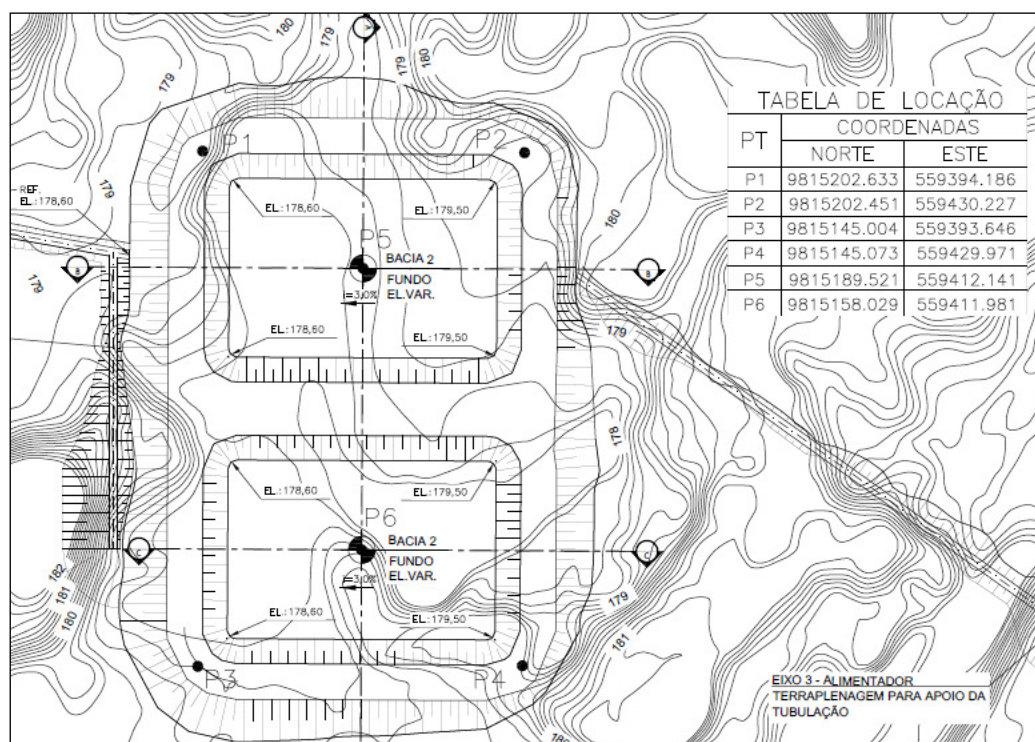 180
179
179
180
179
180
TABELA DE LOCAÇÃO
PT COORDENADAS
NORTE ESTE
P1 9815202.633 559394.186
P2 9815202.451 559430.227
P3 9815145.004 559393.646
P4 9815145.073 559429.971
P5 9815189.521 559412.141
P6 9815158.029 559411.981
P1
P2
179
REF.
EL.:178,60
EL.:178,60
EL.:179,50
180
P5
BACIA 2
B
B
179
FUNDO
EL.VAR.
i=3,0%
179
EL.:178,60
EL.:179,50
178
EL.:178,60
EL.:179,50
P6
BACIA 2
C
C
FUNDO
EL.VAR.
i=3,0%
182
181
180
179
EL.:178,60
EL.:179,50
181
P3
P4
EIXO 3 - ALIMENTADOR
TERRAPLENAGEM PARA APOIO DA
TUBULAÇÃO
180